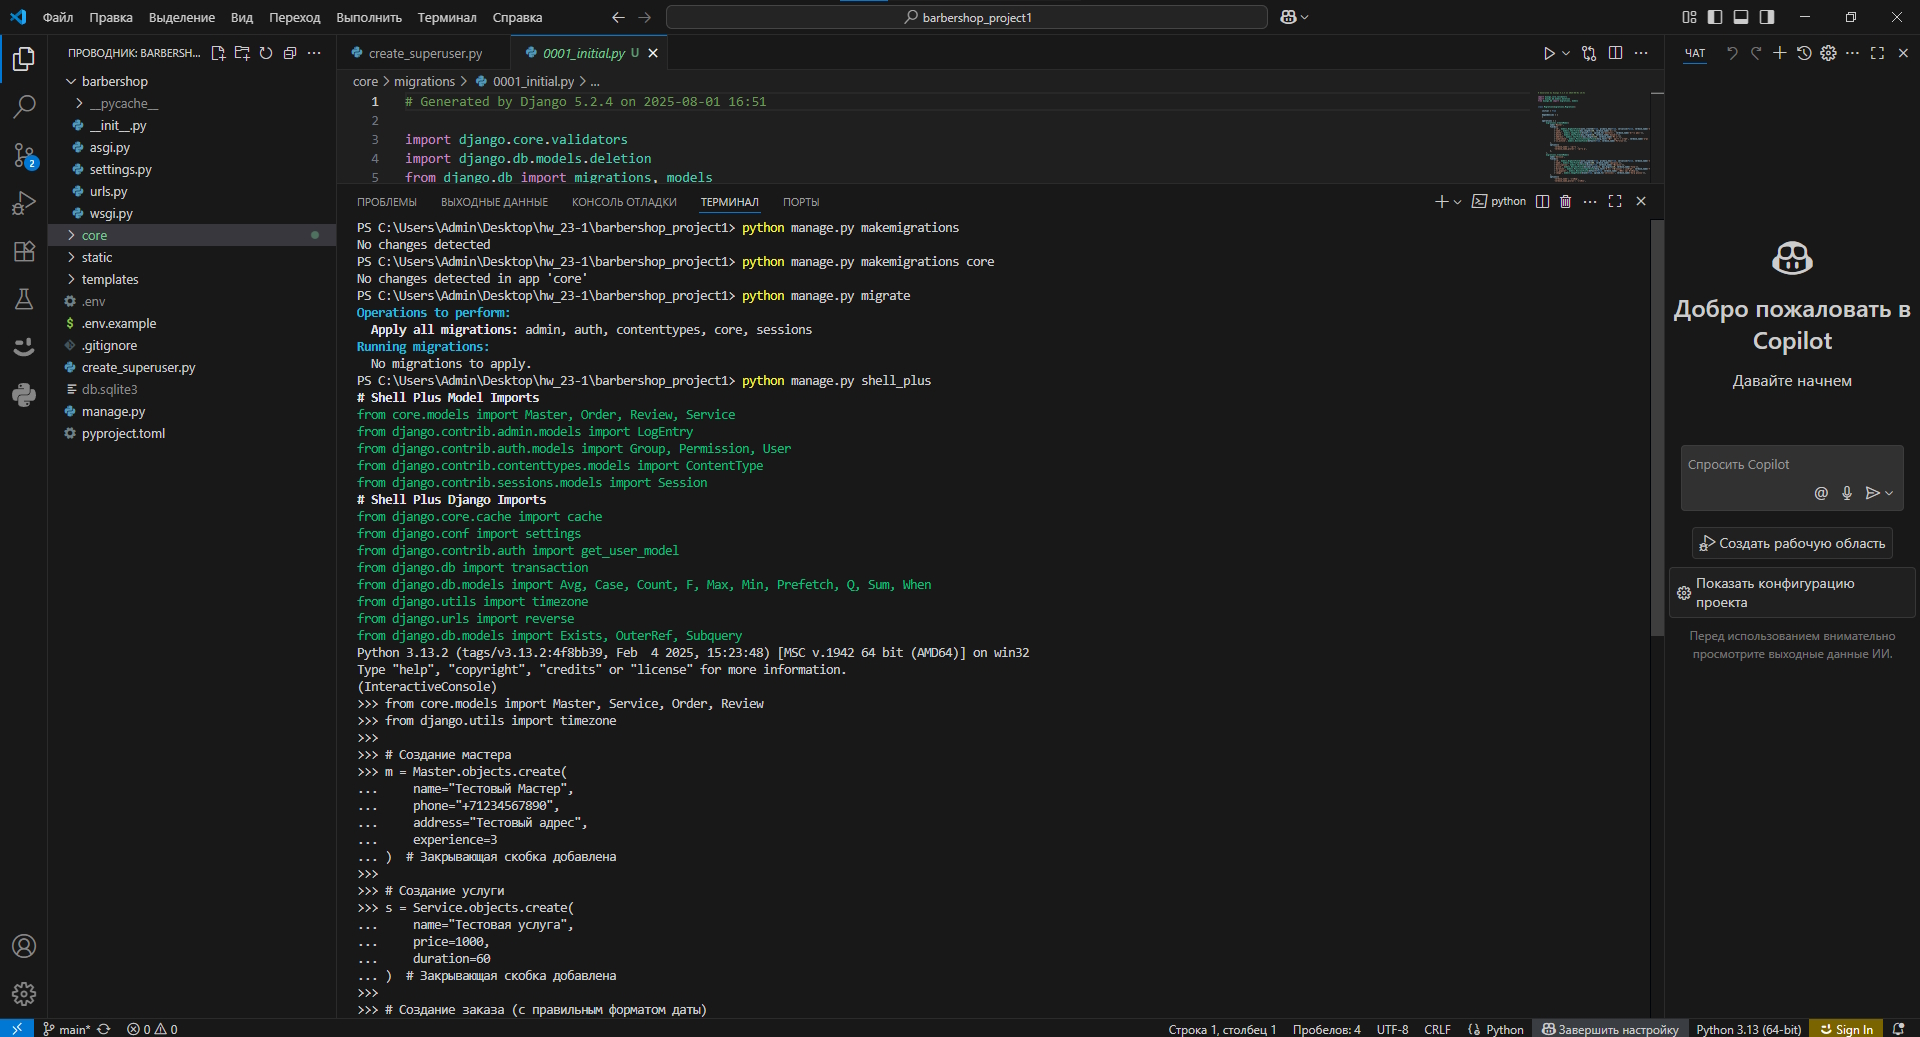 Файл Правка Выделение Вид Переход Выполнить Терминал Справка
barbershop_project1
ПРОВОДНИК: BARBERSH...
barbershop
__pycache__
__init__.py
asgi.py
settings.py
urls.py
wsgi.py
core
static
templates
.env
.env.example
.gitignore
create_superuser.py
db.sqlite3
manage.py
pyproject.toml
2
create_superuser.py
0001_initial.py U
core > migrations > 0001_initial.py > ...
1 # Generated by Django 5.2.4 on 2025-08-01 16:51
2
3 import django.core.validators
4 import django.db.models.deletion
5 from django.db import migrations, models
ПРОБЛЕМЫ ВЫХОДНЫЕ ДАННЫЕ КОНСОЛЬ ОТЛАДКИ ТЕРМИНАЛ ПОРТЫ
python
PS C:\Users\Admin\Desktop\hw_23-1\barbershop_project1> python manage.py makemigrations
No changes detected
PS C:\Users\Admin\Desktop\hw_23-1\barbershop_project1> python manage.py makemigrations core
No changes detected in app 'core'
PS C:\Users\Admin\Desktop\hw_23-1\barbershop_project1> python manage.py migrate
Operations to perform:
  Apply all migrations: admin, auth, contenttypes, core, sessions
Running migrations:
  No migrations to apply.
PS C:\Users\Admin\Desktop\hw_23-1\barbershop_project1> python manage.py shell_plus
# Shell Plus Model Imports
from core.models import Master, Order, Review, Service
from django.contrib.admin.models import LogEntry
from django.contrib.auth.models import Group, Permission, User
from django.contrib.contenttypes.models import ContentType
from django.contrib.sessions.models import Session
# Shell Plus Django Imports
from django.core.cache import cache
from django.conf import settings
from django.contrib.auth import get_user_model
from django.db import transaction
from django.db.models import Avg, Case, Count, F, Max, Min, Prefetch, Q, Sum, When
from django.utils import timezone
from django.urls import reverse
from django.db.models import Exists, OuterRef, Subquery
Python 3.13.2 (tags/v3.13.2:4f8bb39, Feb  4 2025, 15:23:48) [MSC v.1942 64 bit (AMD64)] on win32
Type "help", "copyright", "credits" or "license" for more information.
(InteractiveConsole)
>>> from core.models import Master, Service, Order, Review
>>> from django.utils import timezone
>>>
>>> # Создание мастера
>>> m = Master.objects.create(
...     name="Тестовый Мастер",
...     phone="+71234567890",
...     address="Тестовый адрес",
...     experience=3
... )  # Закрывающая скобка добавлена
>>>
>>> # Создание услуги
>>> s = Service.objects.create(
...     name="Тестовая услуга",
...     price=1000,
...     duration=60
... )  # Закрывающая скобка добавлена
>>>
>>> # Создание заказа (с правильным форматом даты)
ЧАТ
Добро пожаловать в
Copilot
Давайте начнем
Спросить Copilot
@
Создать рабочую область
Показать конфигурацию
проекта
Перед использованием внимательно
просмотрите выходные данные ИИ.
main* 0 0 Строка 1, столбец 1 Пробелов: 4 UTF-8 CRLF Python Завершить настройку Python 3.13 (64-bit) Sign In